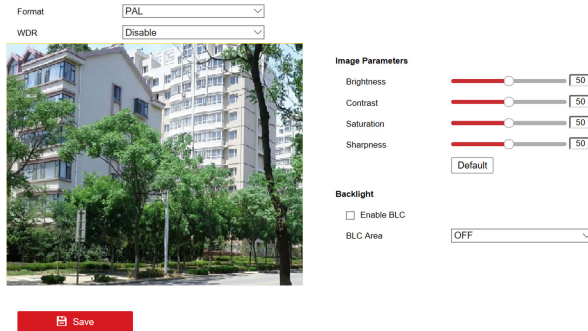 Format PAL
WDR Disable
Image Parameters
Brightness 50
Contrast 50
Saturation 50
Sharpness 50
Default
Backlight
Enable BLC
BLC Area OFF
Save